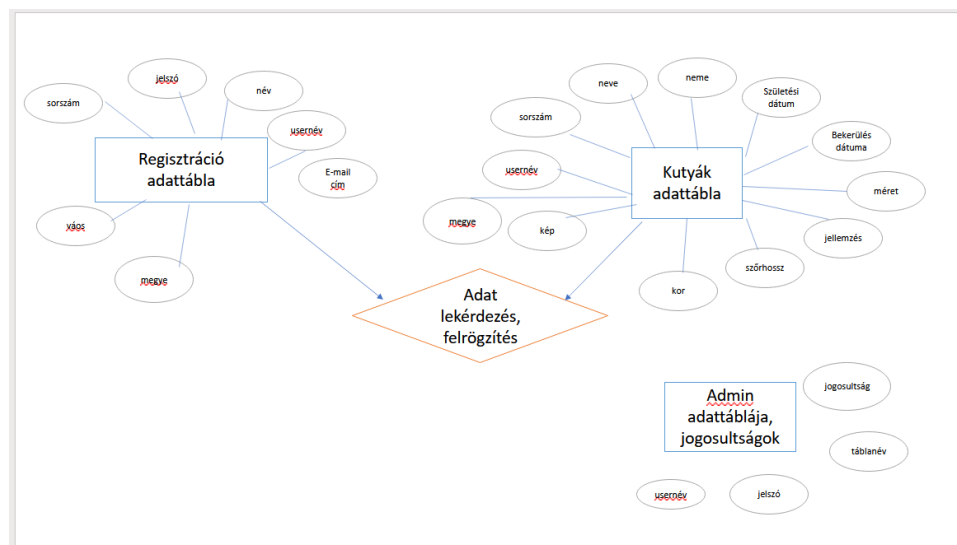 jelszó
név
sorszám
usernév
Regisztráció
adattábla
E-mail
cím
váos
megye
neve
neme
Születési
dátum
sorszám
Bekerülés
dátuma
usernév
Kutyák
adattábla
méret
megye
kép
jellemzés
szőrhossz
kor
Adat
lekérdezés,
felrögzítés
Admin
adattáblája,
jogosultságok
jogosultság
táblanév
usernév
jelszó